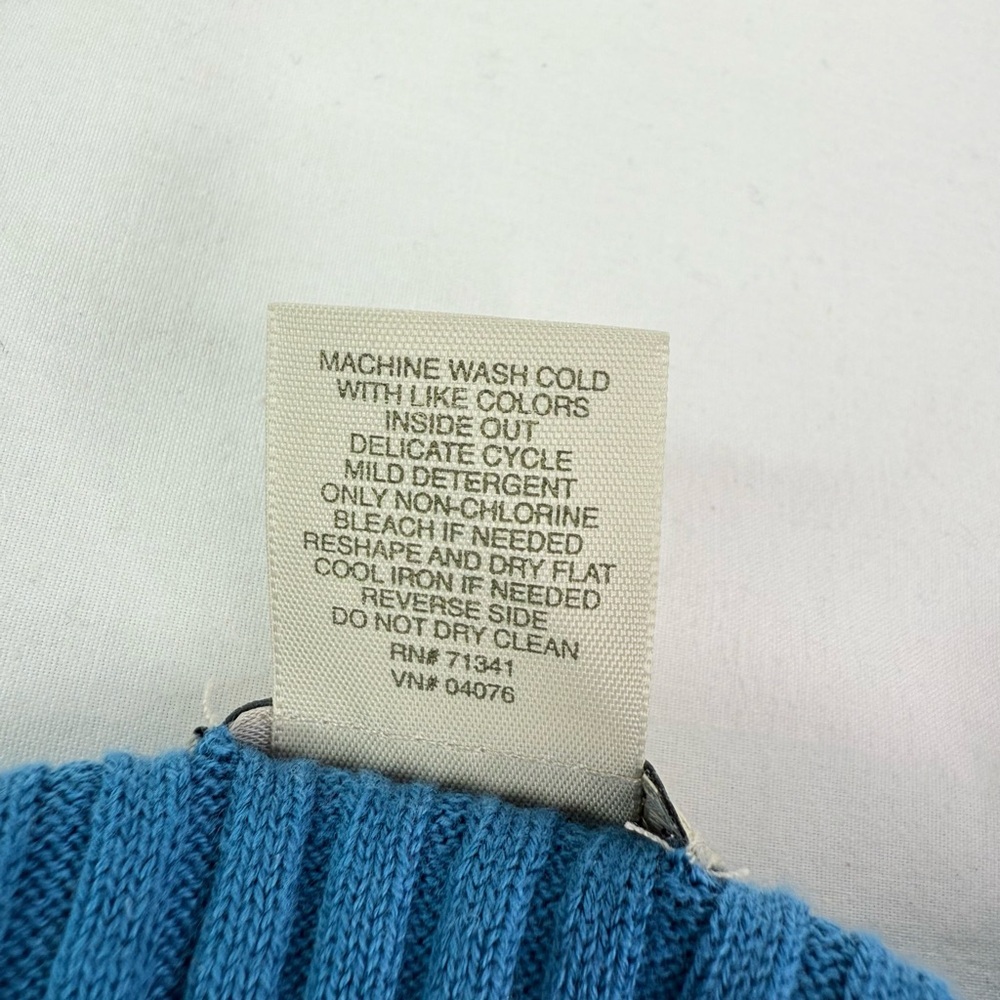 MACHINE WASH COLD
WITH LIKE COLORS
INSIDE OUT
DELICATE CYCLE
MILD DETERGENT
ONLY NON-CHLORINE
BLEACH IF NEEDED
RESHAPE AND DRY FLAT
COOL IRON IF NEEDED
REVERSE SIDE
DO NOT DRY CLEAN
RN# 71341
VN# 04076